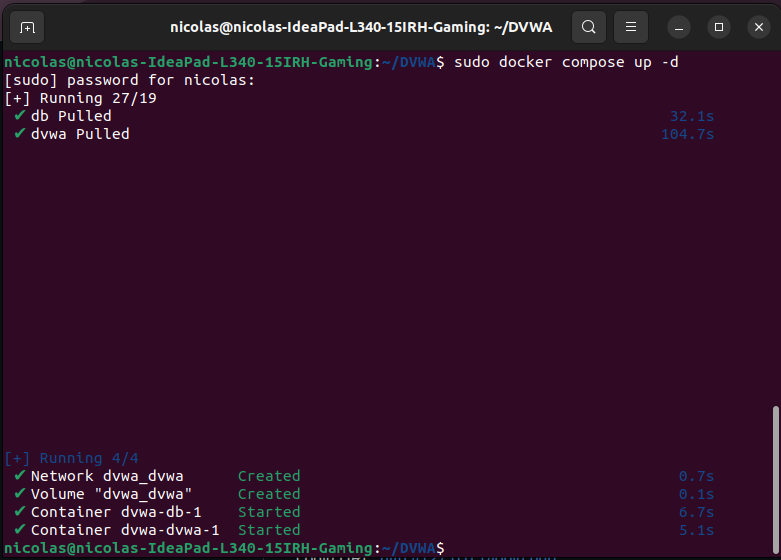 nicolas@nicolas-IdeaPad-L340-15IRH-Gaming: ~/DVWA
nicolas@nicolas-IdeaPad-L340-15IRH-Gaming:~/DVWA$ sudo docker compose up -d
[sudo] password for nicolas:
[+] Running 27/19
✔ db Pulled 32.1s
✔ dvwa Pulled 104.7s
[+] Running 4/4
✔ Network dvwa_dvwa Created 0.7s
✔ Volume "dvwa_dvwa" Created 0.1s
✔ Container dvwa-db-1 Started 6.7s
✔ Container dvwa-dvwa-1 Started 5.1s
nicolas@nicolas-IdeaPad-L340-15IRH-Gaming:~/DVWA$